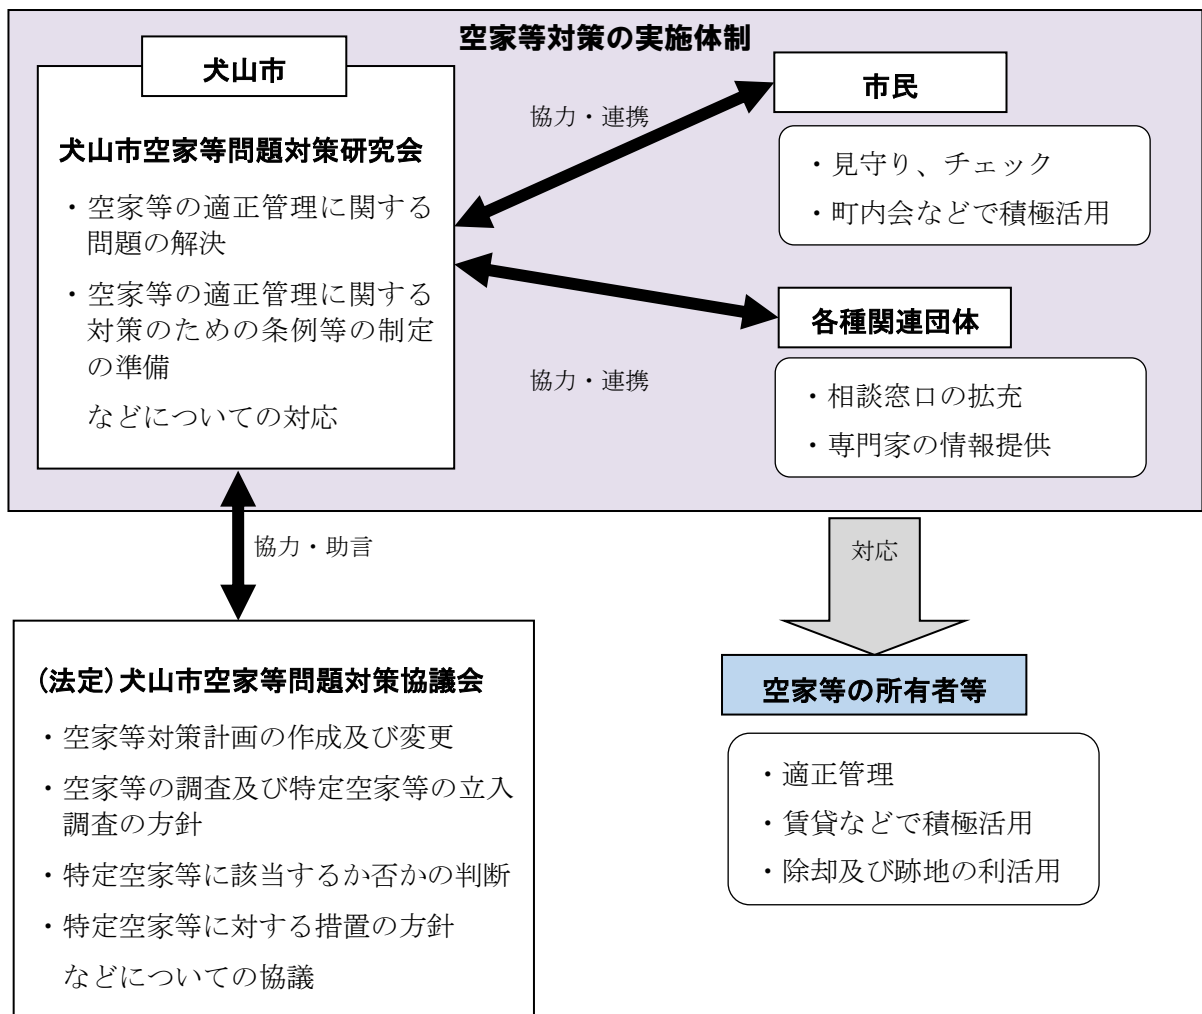 空家等対策の実施体制
犬山市
犬山市空家等問題対策研究会
・空家等の適正管理に関する
問題の解決
・空家等の適正管理に関する
対策のための条例等の制定
の準備
などについての対応
協力・連携
市民
・見守り、チェック
・町内会などで積極活用
協力・連携
各種関連団体
・相談窓口の拡充
・専門家の情報提供
協力・助言
対応
(法定)犬山市空家等問題対策協議会
・空家等対策計画の作成及び変更
・空家等の調査及び特定空家等の立入
調査の方針
・特定空家等に該当するか否かの判断
・特定空家等に対する措置の方針
などについての協議
空家等の所有者等
・適正管理
・賃貸などで積極活用
・除却及び跡地の利活用